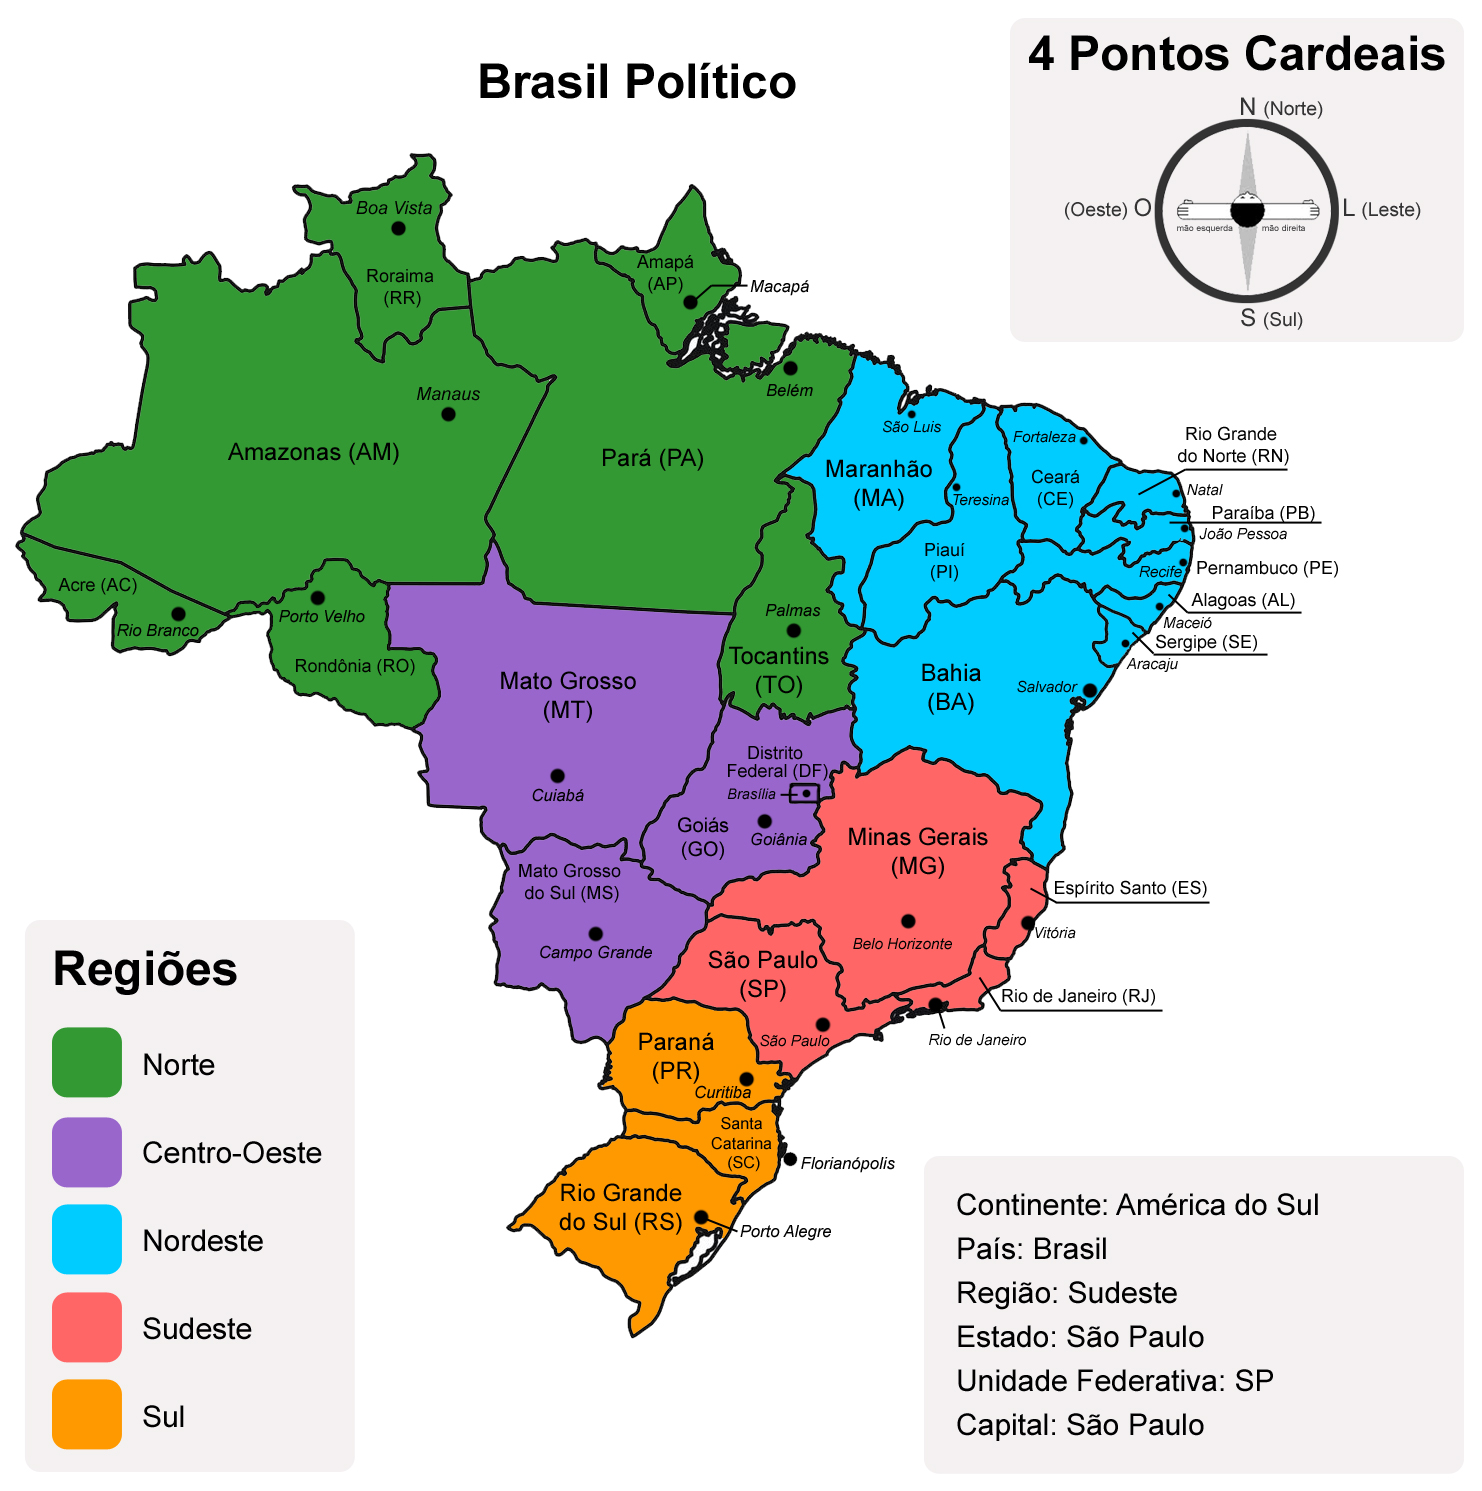 Brasil Político
4 Pontos Cardeais
N (Norte)
(Oeste) O
L (Leste)
mão esquerda
mão direita
S (Sul)
Boa Vista
Roraima
(RR)
Amapá
(AP)
Macapá
Manaus
Amazonas (AM)
Belém
Pará (PA)
São Luis
Maranhão
(MA)
Teresina
Piauí
(PI)
Fortaleza
Ceará
(CE)
Rio Grande
do Norte (RN)
Natal
Paraíba (PB)
João Pessoa
Recife
Pernambuco (PE)
Alagoas (AL)
Maceió
Sergipe (SE)
Aracaju
Acre (AC)
Rio Branco
Porto Velho
Rondônia (RO)
Palmas
Tocantins
(TO)
Bahia
(BA)
Salvador
Mato Grosso
(MT)
Cuiabá
Distrito
Federal (DF)
Brasília
Goiás
(GO)
Goiânia
Minas Gerais
(MG)
Belo Horizonte
Espírito Santo (ES)
Vitória
Mato Grosso
do Sul (MS)
Campo Grande
São Paulo
(SP)
São Paulo
Rio de Janeiro (RJ)
Rio de Janeiro
Paraná
(PR)
Curitiba
Santa
Catarina
(SC)
Florianópolis
Rio Grande
do Sul (RS)
Porto Alegre
Regiões
Norte
Centro-Oeste
Nordeste
Sudeste
Sul
Continente: América do Sul
País: Brasil
Região: Sudeste
Estado: São Paulo
Unidade Federativa: SP
Capital: São Paulo